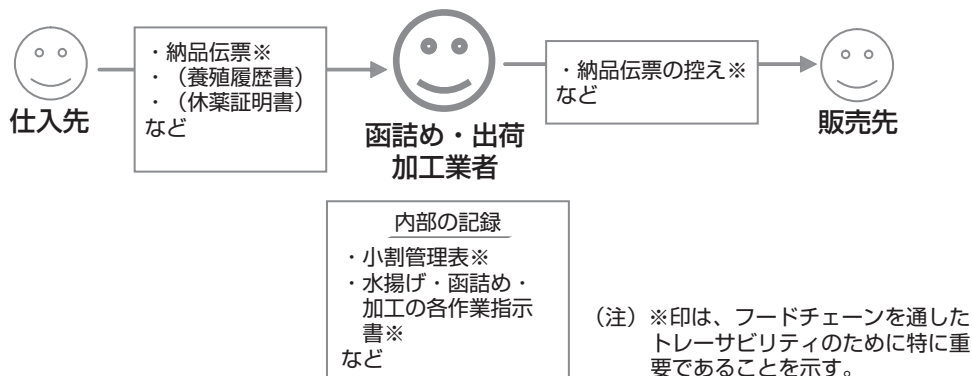 仕入先
・納品伝票※
・（養殖履歴書）
・（休薬証明書）
など
函詰め・出荷
加工業者
・納品伝票の控え※
など
販売先
内部の記録
・小割管理表※
・水揚げ・函詰め・
加工の各作業指示
書※
など
（注）※印は、フードチェーンを通した
トレーサビリティのために特に重
要であることを示す。